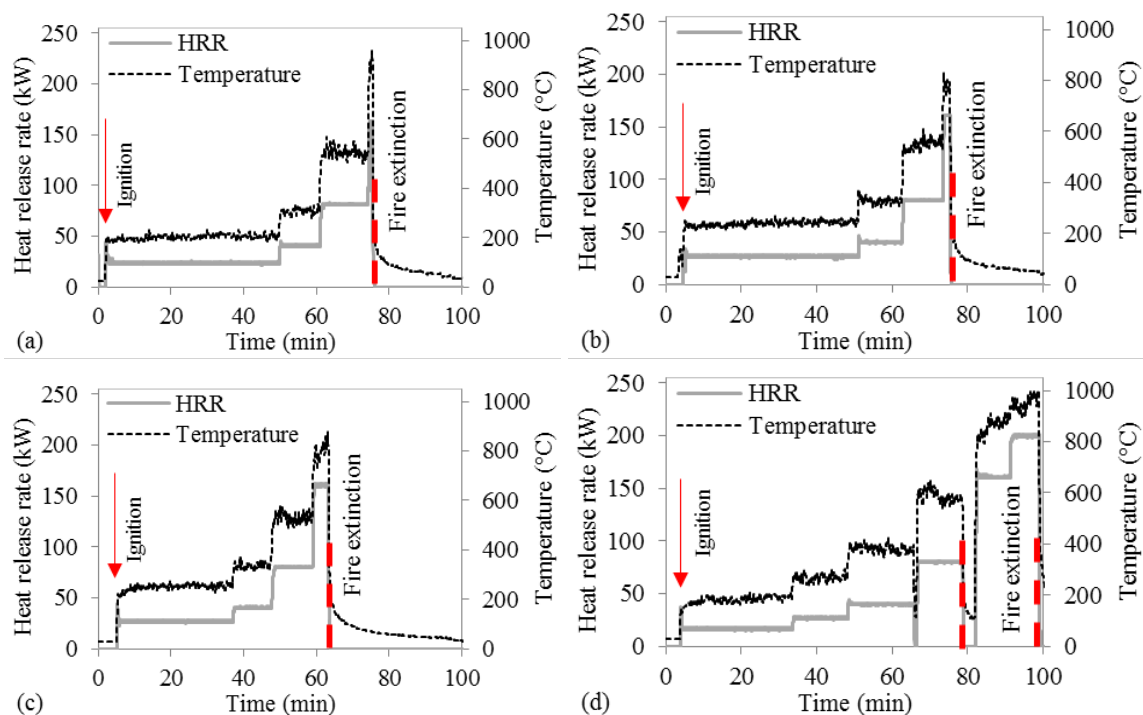 250
200
150
100
50
0
Heat release rate (kW)
HRR
Temperature
Ignition
Fire extinction
1000
800
600
400
200
0
Temperature (°C)
0 20 40 60 80 100
Time (min)
(a)
250
200
150
100
50
0
Heat release rate (kW)
HRR
Temperature
Ignition
Fire extinction
1000
800
600
400
200
0
Temperature (°C)
0 20 40 60 80 100
Time (min)
(b)
250
200
150
100
50
0
Heat release rate (kW)
HRR
Temperature
Ignition
Fire extinction
1000
800
600
400
200
0
Temperature (°C)
0 20 40 60 80 100
Time (min)
(c)
250
200
150
100
50
0
Heat release rate (kW)
HRR
Temperature
Ignition
Fire extinction
1000
800
600
400
200
0
Temperature (°C)
0 20 40 60 80 100
Time (min)
(d)